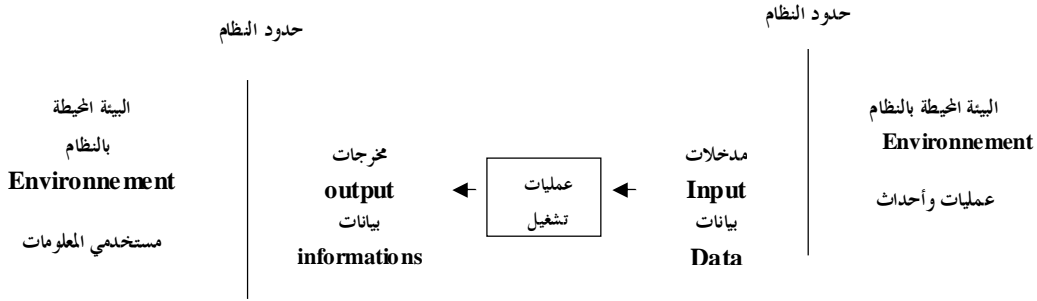 حدود النظام
البيئة المحيطة بالنظام
Environnement
عمليات وأحداث
مدخلات
Input
بيانات
Data
عمليات
تشغيل
مخرجات
output
بيانات
informations
حدود النظام
البيئة المحيطة
بالنظام
Environnement
مستخدمي المعلومات